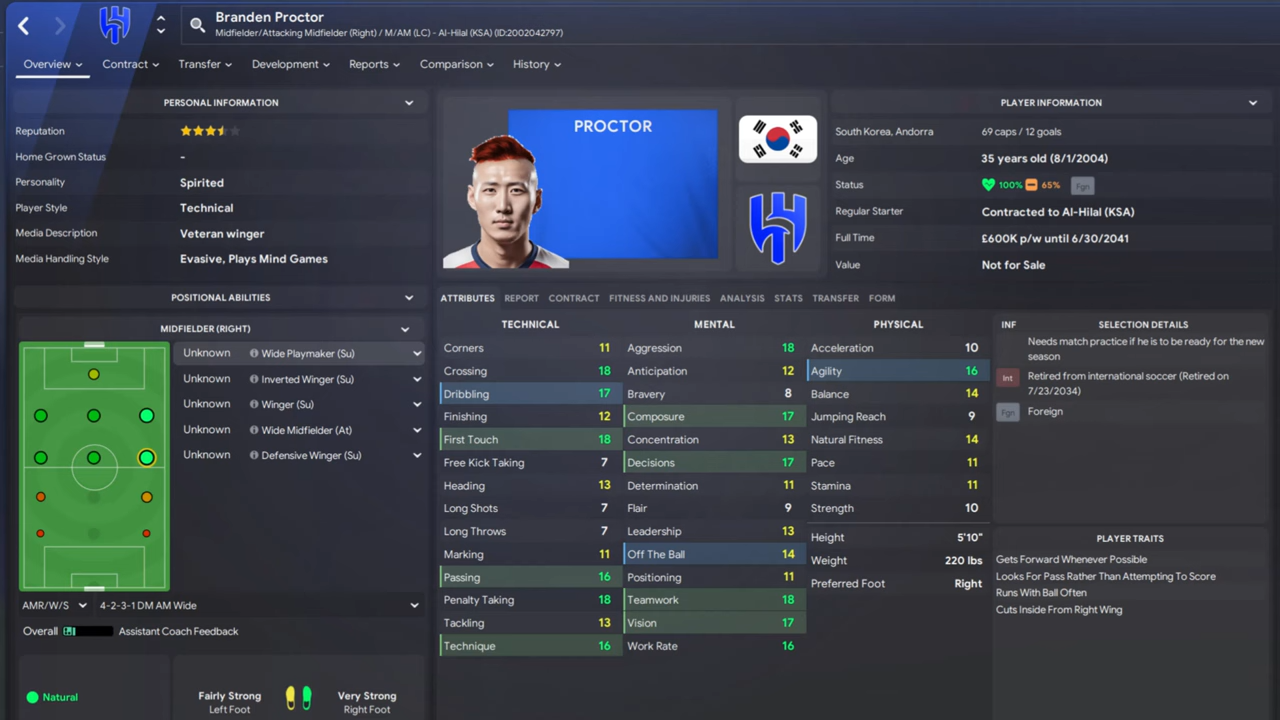 Branden Proctor
Midfielder/Attacking Midfielder (Right) / M/AM (LC) - Al-Hilal (KSA) (ID:2002042797)
Overview Contract Transfer Development Reports Comparison History
PERSONAL INFORMATION
Reputation
Home Grown Status -
Personality Spirited
Player Style Technical
Media Description Veteran winger
Media Handling Style Evasive, Plays Mind Games
PROCTOR
PLAYER INFORMATION
South Korea, Andorra 69 caps / 12 goals
Age 35 years old (8/1/2004)
Status 100% 65% Fgn
Regular Starter Contracted to Al-Hilal (KSA)
Full Time £600K p/w until 6/30/2041
Value Not for Sale
POSITIONAL ABILITIES
MIDFIELDER (RIGHT)
Unknown Wide Playmaker (Su)
Unknown Inverted Winger (Su)
Unknown Winger (Su)
Unknown Wide Midfielder (At)
Unknown Defensive Winger (Su)
AMR/W/S 4-2-3-1 DM AM Wide
Overall Assistant Coach Feedback
Natural
Fairly Strong
Left Foot
Very Strong
Right Foot
ATTRIBUTES REPORT CONTRACT FITNESS AND INJURIES ANALYSIS STATS TRANSFER FORM
TECHNICAL
Corners 11
Crossing 18
Dribbling 17
Finishing 12
First Touch 18
Free Kick Taking 7
Heading 13
Long Shots 7
Long Throws 7
Marking 11
Passing 16
Penalty Taking 18
Tackling 13
Technique 16
MENTAL
Aggression 18
Anticipation 12
Bravery 8
Composure 17
Concentration 13
Decisions 17
Determination 11
Flair 9
Leadership 13
Off The Ball 14
Positioning 11
Teamwork 18
Vision 17
Work Rate 16
PHYSICAL
Acceleration 10
Agility 16
Balance 14
Jumping Reach 9
Natural Fitness 14
Pace 11
Stamina 11
Strength 10
Height 5'10"
Weight 220 lbs
Preferred Foot Right
INF SELECTION DETAILS
Needs match practice if he is to be ready for the new
season
Int Retired from international soccer (Retired on
7/23/2034)
Fgn Foreign
PLAYER TRAITS
Gets Forward Whenever Possible
Looks For Pass Rather Than Attempting To Score
Runs With Ball Often
Cuts Inside From Right Wing